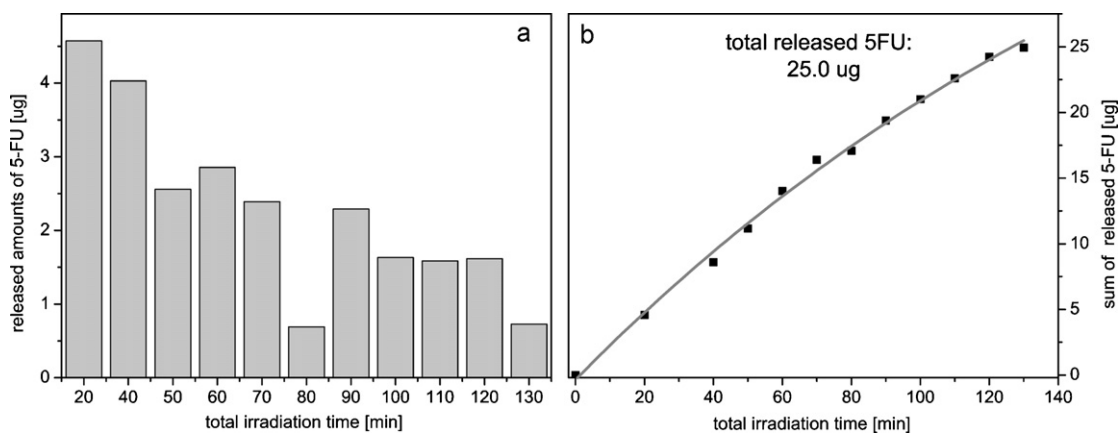 a
released amounts of 5-FU [ug]
4
3
2
1
0
20 40 50 60 70 80 90 100 110 120 130
total irradiation time [min]
b
total released 5FU:
25.0 ug
sum of released 5-FU [ug]
25
20
15
10
5
0
0 20 40 60 80 100 120 140
total irradiation time [min]